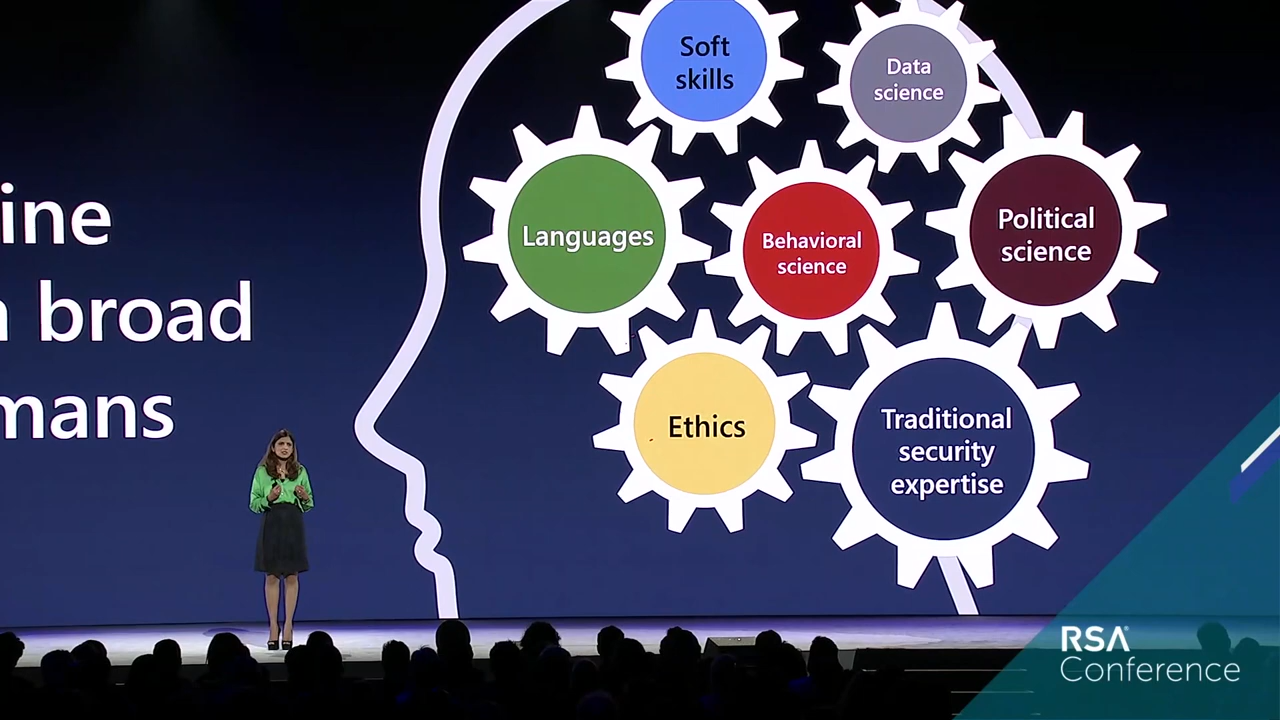 ine
broad
mans
Soft
skills
Data
science
Languages
Behavioral
science
Political
science
Ethics
Traditional
security
expertise
RSA
Conference